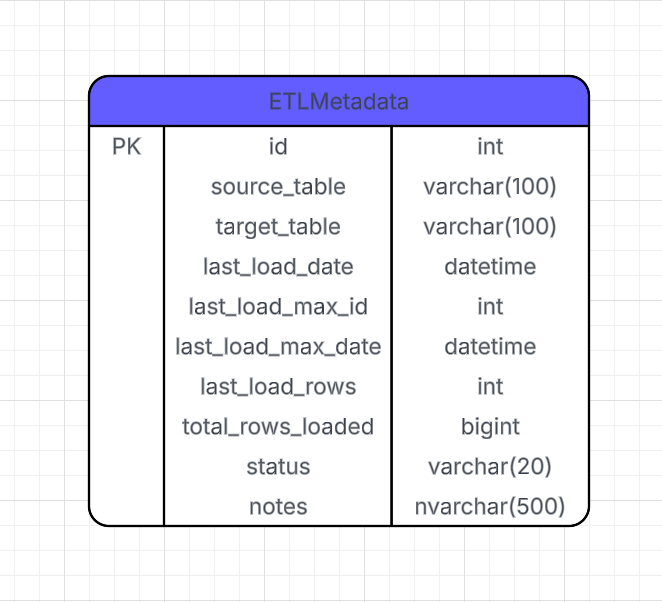 ETLMetadata
PK id int
source_table varchar(100)
target_table varchar(100)
last_load_date datetime
last_load_max_id int
last_load_max_date datetime
last_load_rows int
total_rows_loaded bigint
status varchar(20)
notes nvarchar(500)